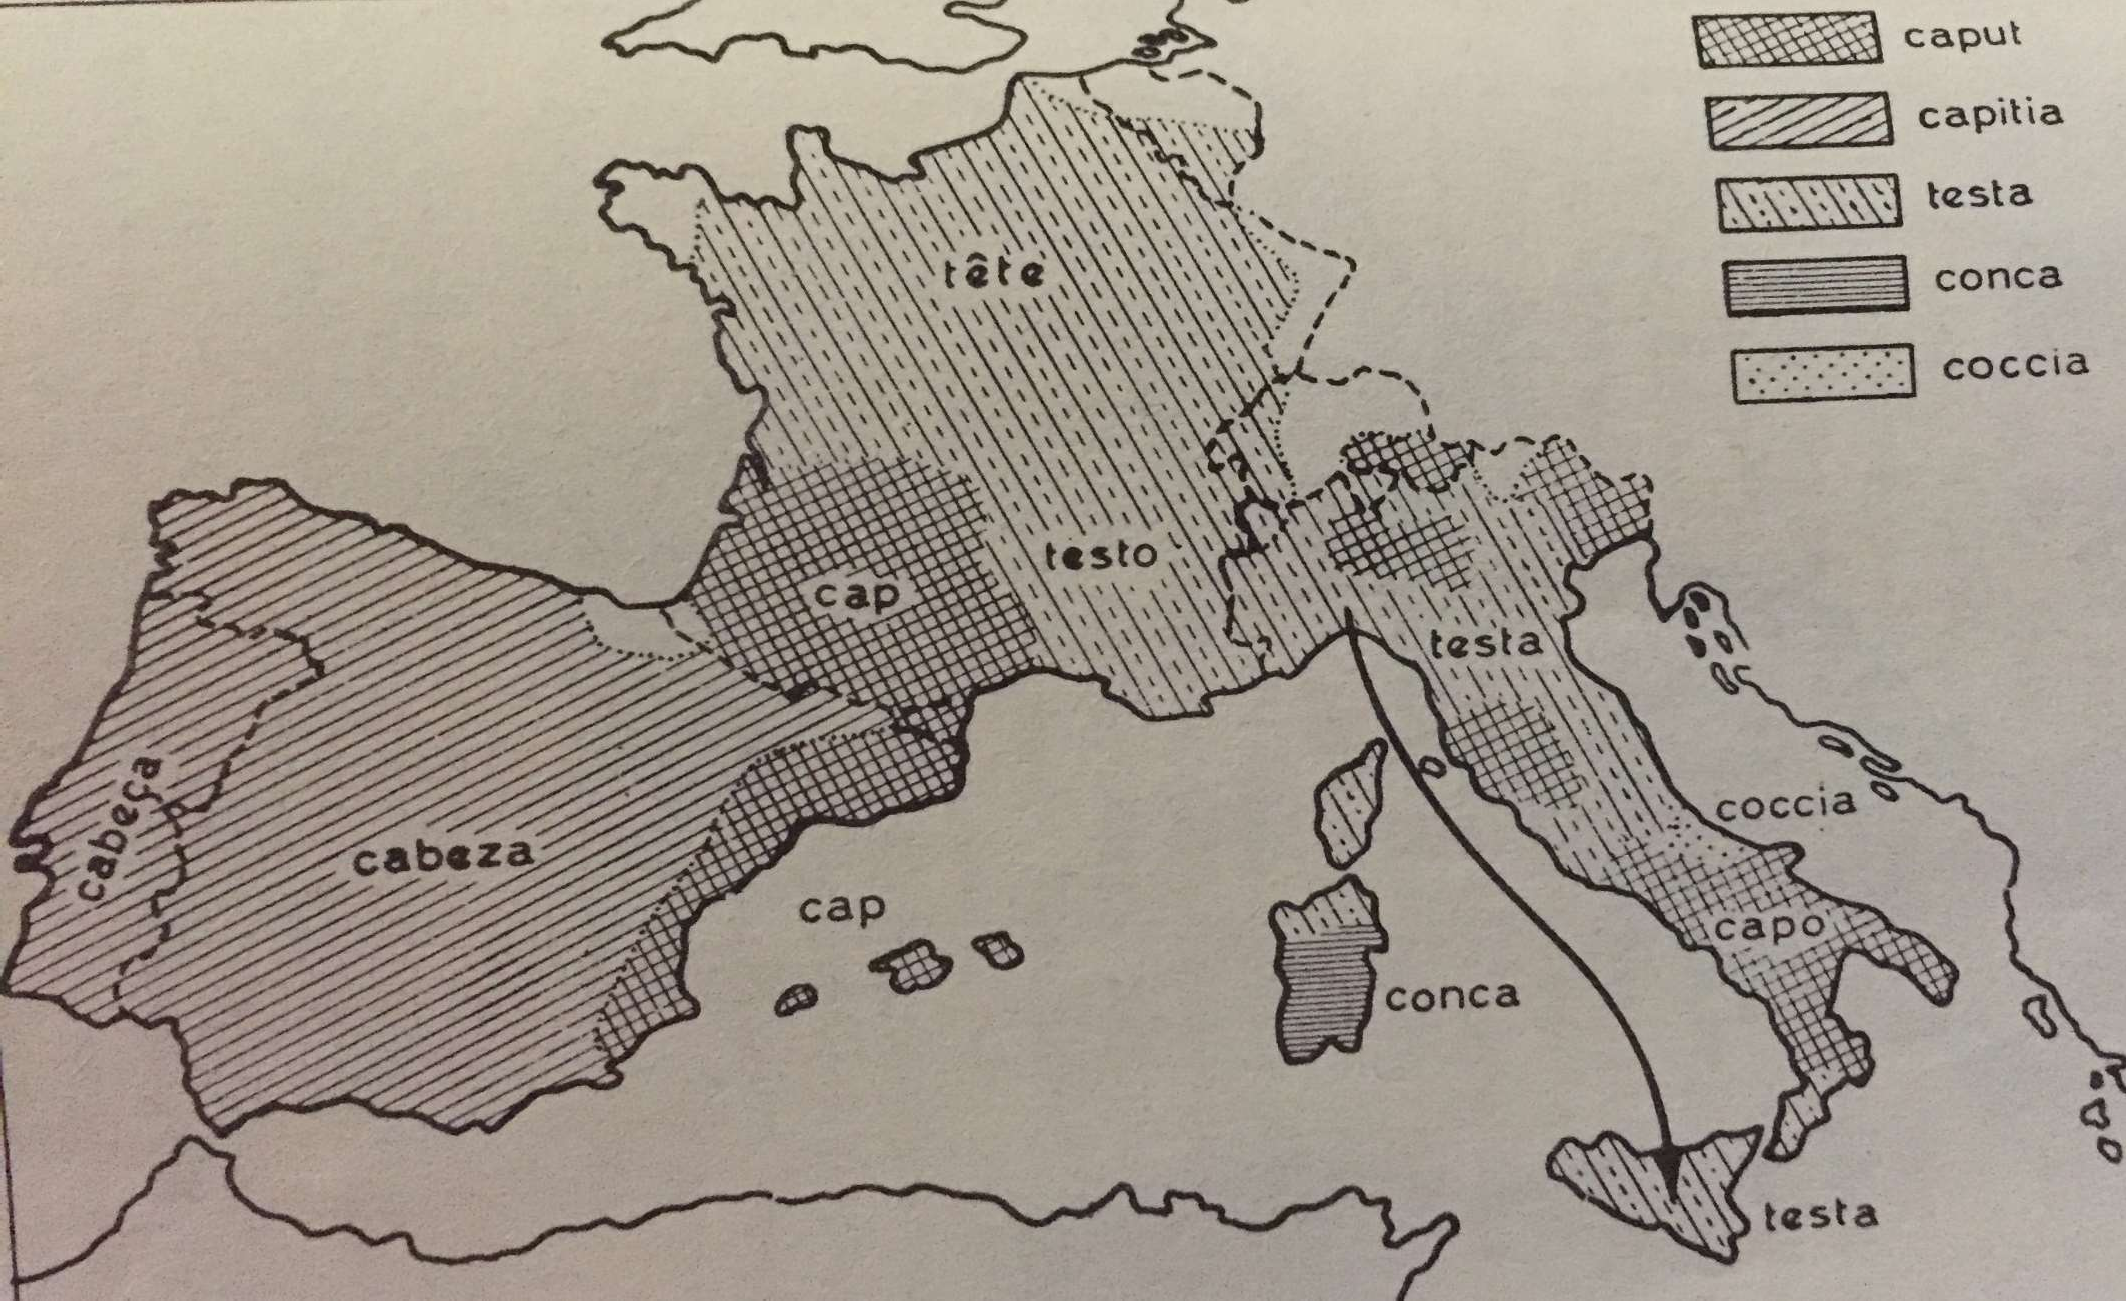 caput
capitia
testa
conca
coccia
tête
testo
cap
testa
cabeça
cabeza
cap
coccia
capo
conca
testa